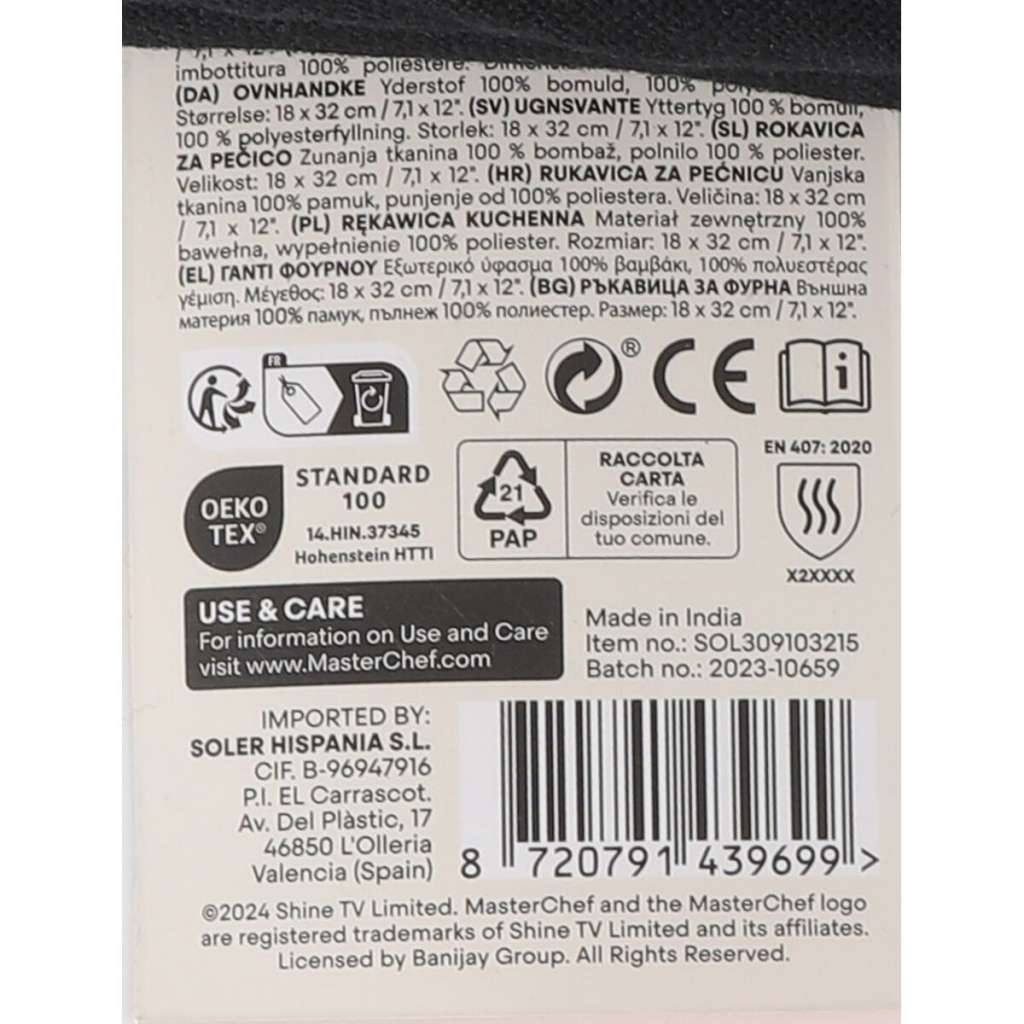 imbottitura 100% poliestere.
(DA) OVNHANDKE Yderstof 100% bomuld, 100%
Størrelse: 18 x 32 cm / 7,1 x 12". (SV) UGNSVANTE Yttertyg 100 % bomull,
100 % polyesterfyllning. Storlek: 18 x 32 cm / 7,1 x 12". (SL) ROKAVICA
ZA PEČICO Zunanja tkanina 100 % bombaž, polnilo 100 % poliester.
Velikost: 18 x 32 cm / 7,1 x 12". (HR) RUKAVICA ZA PEĆNICU Vanjska
tkanina 100% pamuk, punjenje od 100% poliestera. Veličina: 18 x 32 cm
/ 7,1 x 12". (PL) RĘKAWICA KUCHENNA Materiał zewnętrzny 100%
bawełna, wypełnienie 100% poliester. Rozmiar: 18 x 32 cm / 7,1 x 12".
(EL) ΓΑΝΤΙ ΦΟΥΡΝΟΥ Εξωτερικό ύφασμα 100% βαμβάκι, 100% πολυεστέρας
γέμιση. Μέγεθος: 18 x 32 cm / 7,1 x 12". (BG) РЪКАВИЦА ЗА ФУРНА Външна
материя 100% памук, пълнеж 100% полиестер. Размер: 18 x 32 cm / 7,1 x 12".
FR
® CE i
EN 407: 2020
OEKO
TEX®
STANDARD
100
14.HIN.37345
Hohenstein HTTI
21
PAP
RACCOLTA
CARTA
Verifica le
disposizioni del
tuo comune.
X2XXXX
USE & CARE
For information on Use and Care
visit www.MasterChef.com
Made in India
Item no.: SOL309103215
Batch no.: 2023-10659
IMPORTED BY:
SOLER HISPANIA S.L.
CIF. B-96947916
P.I. EL Carrascot.
Av. Del Plàstic, 17
46850 L'Olleria
Valencia (Spain)
8 720791 439699 >
©2024 Shine TV Limited. MasterChef and the MasterChef logo
are registered trademarks of Shine TV Limited and its affiliates.
Licensed by Banijay Group. All Rights Reserved.